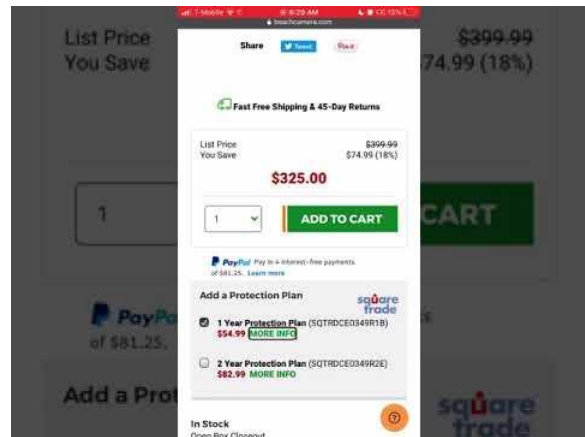 T-Mobile
6:29 AM
beachcamera.com
Share
Tweet
Pin it
Fast Free Shipping & 45-Day Returns
List Price $399.99
You Save $74.99 (18%)
$325.00
1
ADD TO CART
PayPal Pay in 4 interest-free payments
of $81.25. Learn more
Add a Protection Plan
square
trade
1 Year Protection Plan (SQTRDCE0349R1B)
$54.99 MORE INFO
2 Year Protection Plan (SQTRDCE0349R2E)
$82.99 MORE INFO
In Stock
Open Box Closeout
List Price
You Save
$399.99
74.99 (18%)
1
CART
PayPa
of $81.25,
Add a Prot
square
trade